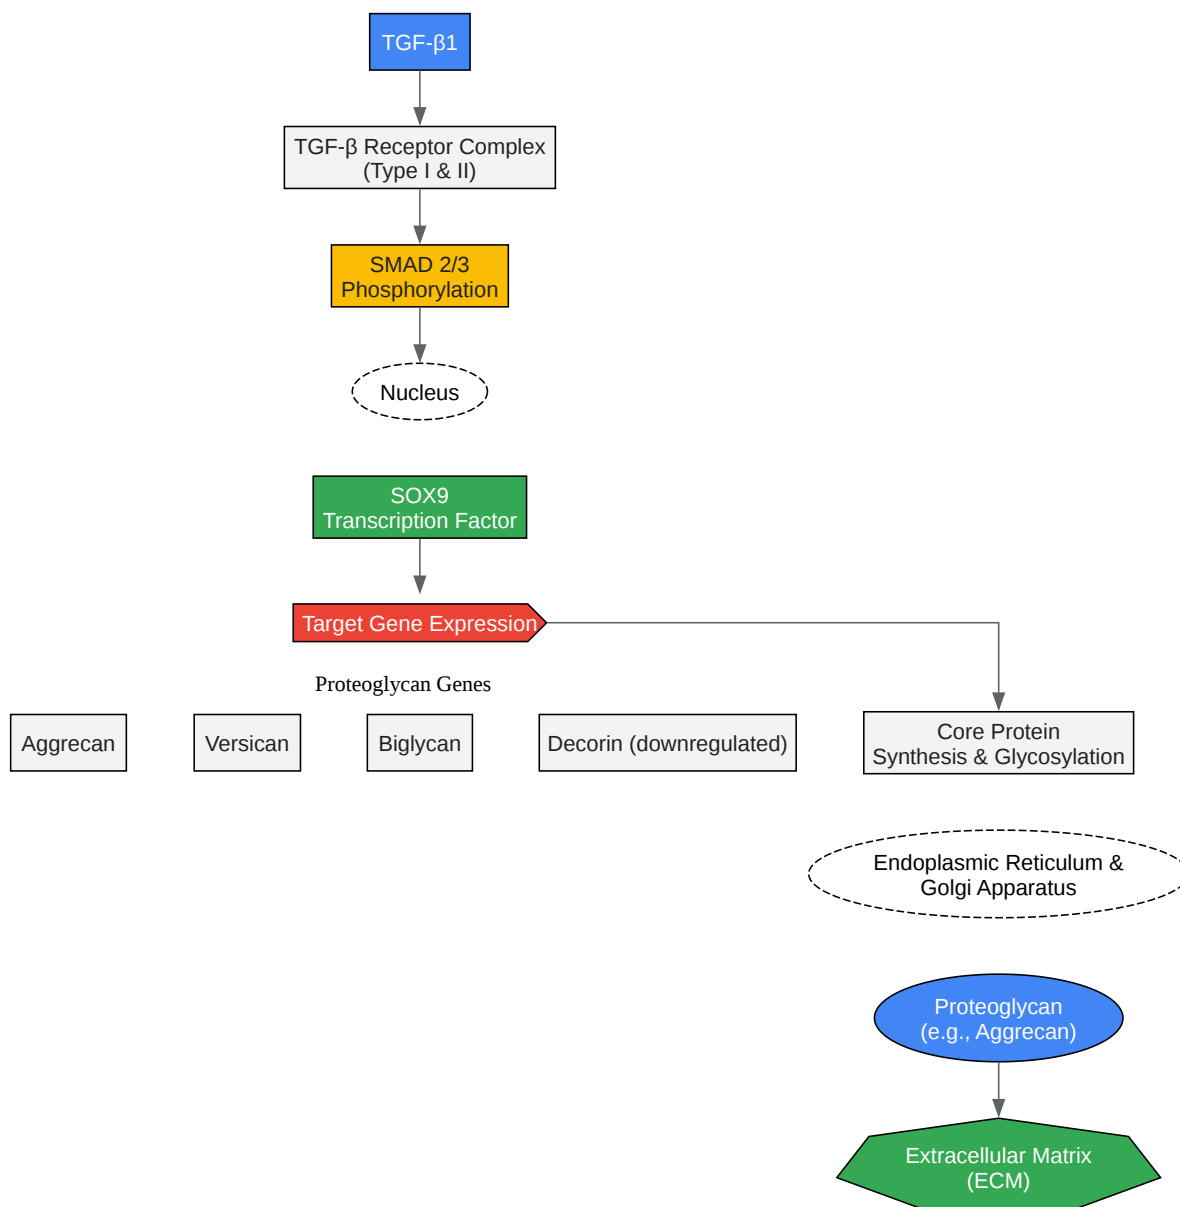 TGF-β1
TGF-β Receptor Complex
(Type I & II)
SMAD 2/3
Phosphorylation
Nucleus
SOX9
Transcription Factor
Target Gene Expression
Proteoglycan Genes
Aggrecan
Versican
Biglycan
Decorin (downregulated)
Core Protein
Synthesis & Glycosylation
Endoplasmic Reticulum &
Golgi Apparatus
Proteoglycan
(e.g., Aggrecan)
Extracellular Matrix
(ECM)